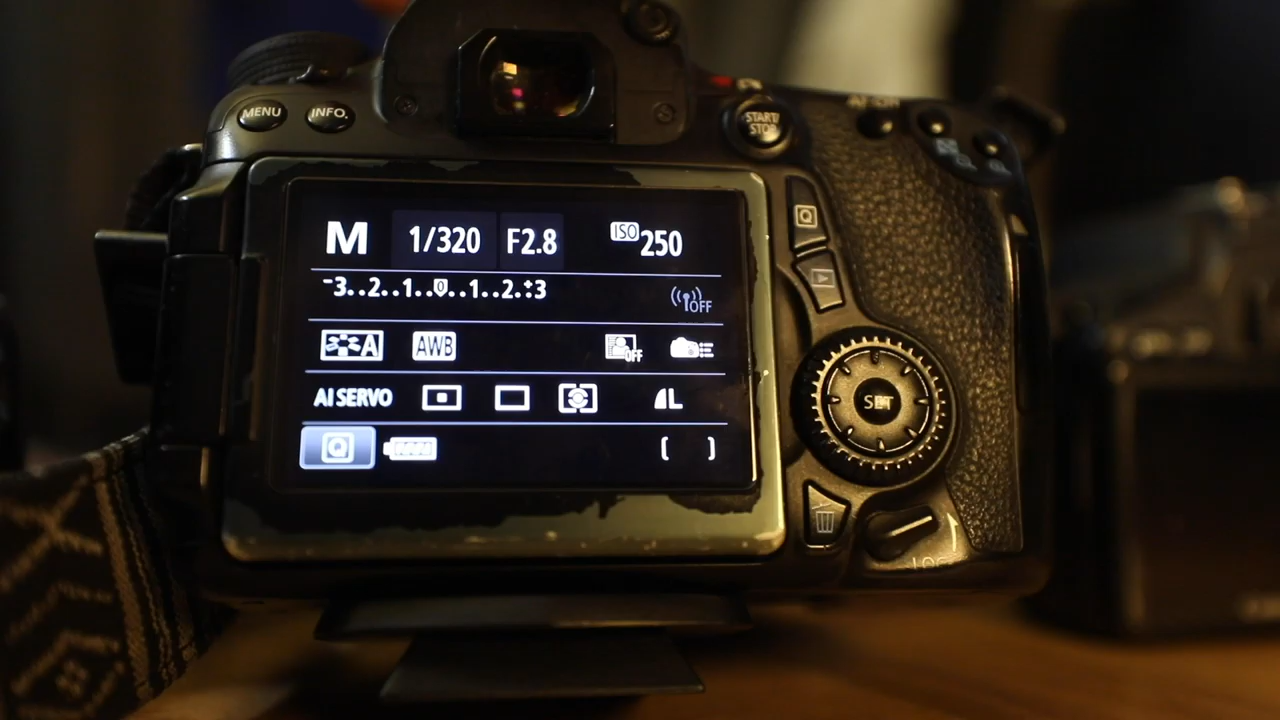 MENU INFO.
START/
STOP
AF-ON
M 1/320 F2.8 ISO 250
Q
-3..2..1..0..1..2.:+3
OFF
A AWB OFF
AI SERVO L
SET
Q [ ]